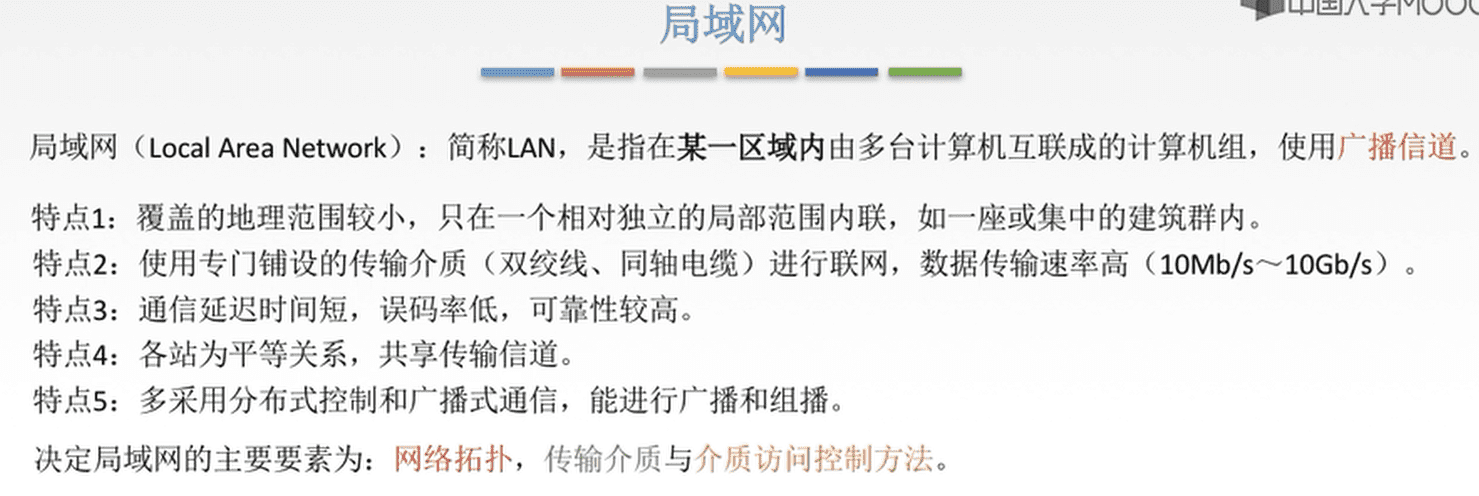 中国大学MOOC
局域网
局域网（Local Area Network）：简称LAN，是指在某一区域内由多台计算机互联成的计算机组，使用广播信道。
特点1：覆盖的地理范围较小，只在一个相对独立的局部范围内联，如一座或集中的建筑群内。
特点2：使用专门铺设的传输介质（双绞线、同轴电缆）进行联网，数据传输速率高（10Mb/s～10Gb/s）。
特点3：通信延迟时间短，误码率低，可靠性较高。
特点4：各站为平等关系，共享传输信道。
特点5：多采用分布式控制和广播式通信，能进行广播和组播。
决定局域网的主要要素为：网络拓扑，传输介质与介质访问控制方法。